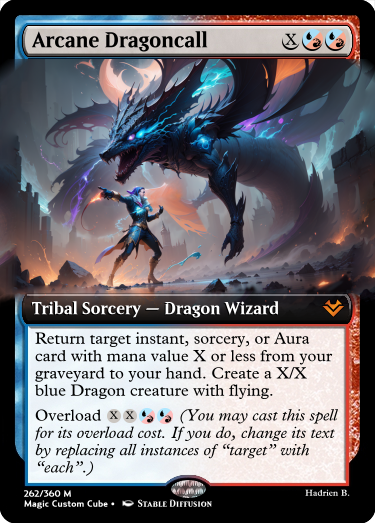 Arcane Dragoncall X
Tribal Sorcery — Dragon Wizard
Return target instant, sorcery, or Aura
card with mana value X or less from your
graveyard to your hand. Create a X/X
blue Dragon creature with flying.
Overload X X (You may cast this spell
for its overload cost. If you do, change its text
by replacing all instances of “target” with
“each”.)
262/360 M Hadrien B.
Magic Custom Cube • Stable Diffusion